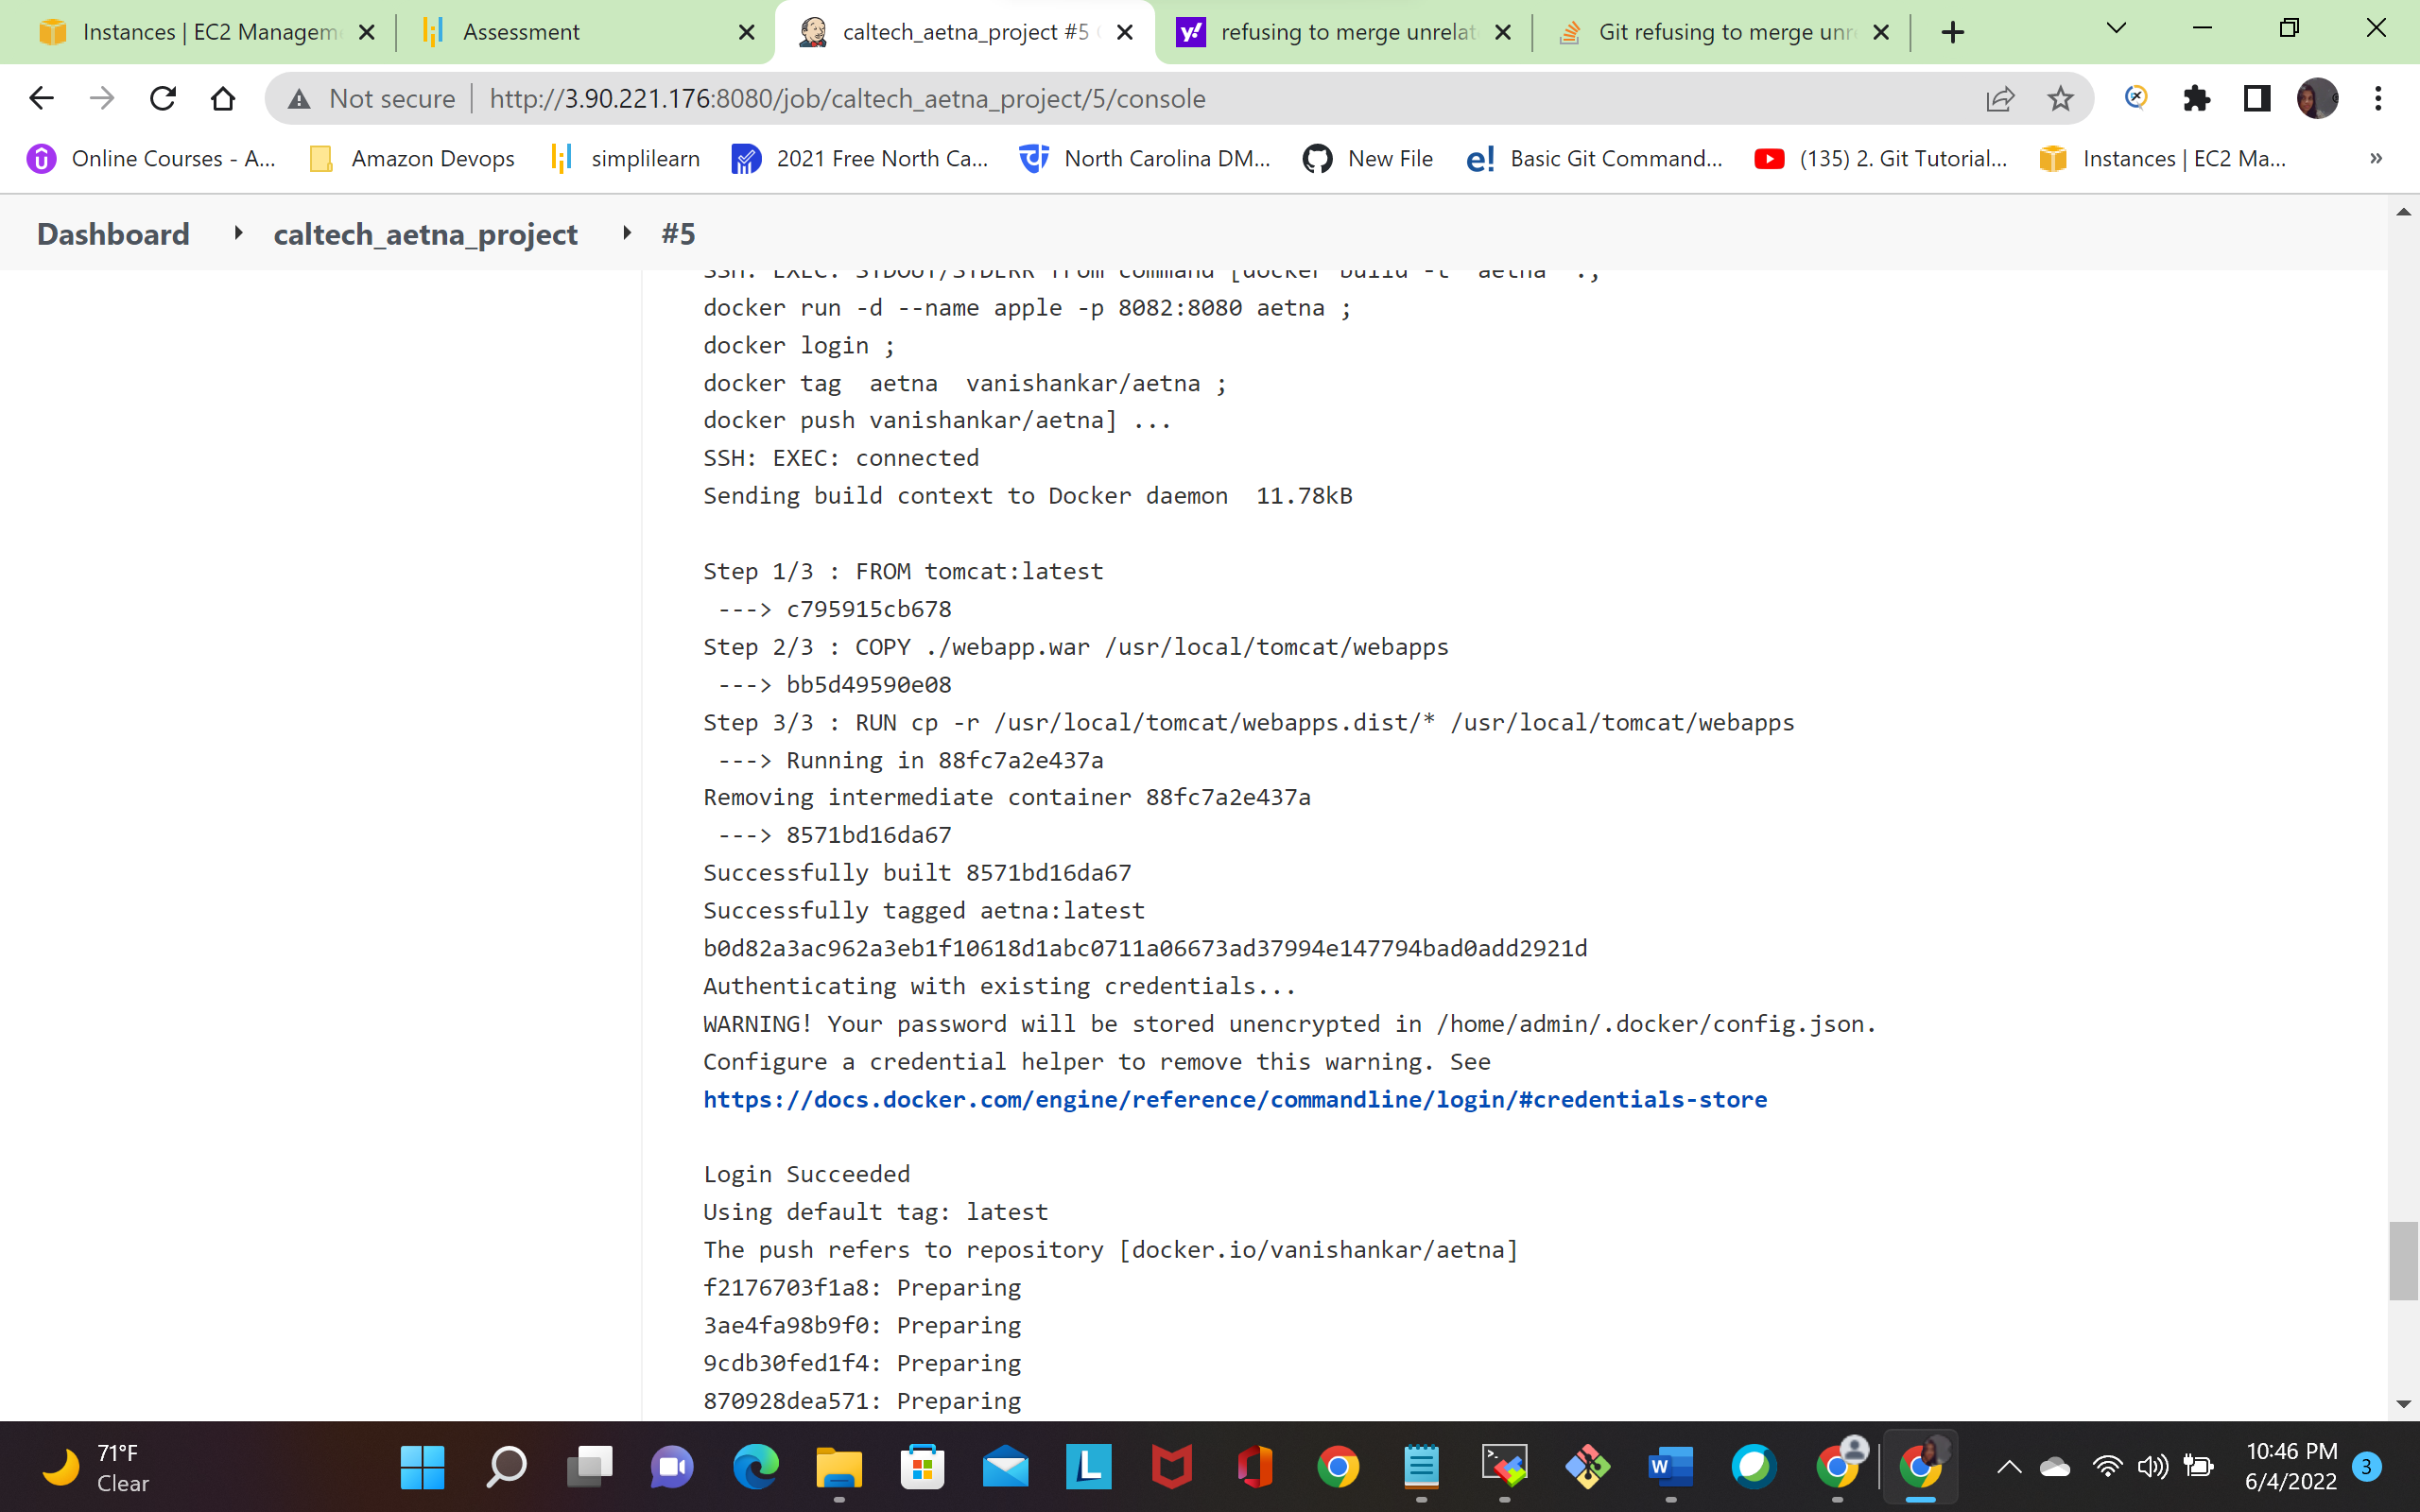 Instances | EC2 Managem
Assessment
caltech_aetna_project #5 C
refusing to merge unrelat
Git refusing to merge unre
Not secure
http://3.90.221.176:8080/job/caltech_aetna_project/5/console
Online Courses - A...
Amazon Devops
simplilearn
2021 Free North Ca...
North Carolina DM...
New File
Basic Git Command...
(135) 2. Git Tutorial...
Instances | EC2 Ma...
»
Dashboard
caltech_aetna_project
#5
SSH: EXEC: STDOUT/STDERR from command [docker build -t  aetna  .;
docker run -d --name apple -p 8082:8080 aetna ;
docker login ;
docker tag  aetna  vanishankar/aetna ;
docker push vanishankar/aetna] ...
SSH: EXEC: connected
Sending build context to Docker daemon  11.78kB
Step 1/3 : FROM tomcat:latest
---> c795915cb678
Step 2/3 : COPY ./webapp.war /usr/local/tomcat/webapps
---> bb5d49590e08
Step 3/3 : RUN cp -r /usr/local/tomcat/webapps.dist/* /usr/local/tomcat/webapps
---> Running in 88fc7a2e437a
Removing intermediate container 88fc7a2e437a
---> 8571bd16da67
Successfully built 8571bd16da67
Successfully tagged aetna:latest
b0d82a3ac962a3eb1f10618d1abc0711a06673ad37994e147794bad0add2921d
Authenticating with existing credentials...
WARNING! Your password will be stored unencrypted in /home/admin/.docker/config.json.
Configure a credential helper to remove this warning. See
https://docs.docker.com/engine/reference/commandline/login/#credentials-store
Login Succeeded
Using default tag: latest
The push refers to repository [docker.io/vanishankar/aetna]
f2176703f1a8: Preparing
3ae4fa98b9f0: Preparing
9cdb30fed1f4: Preparing
870928dea571: Preparing
71°F
Clear
10:46 PM
6/4/2022
3